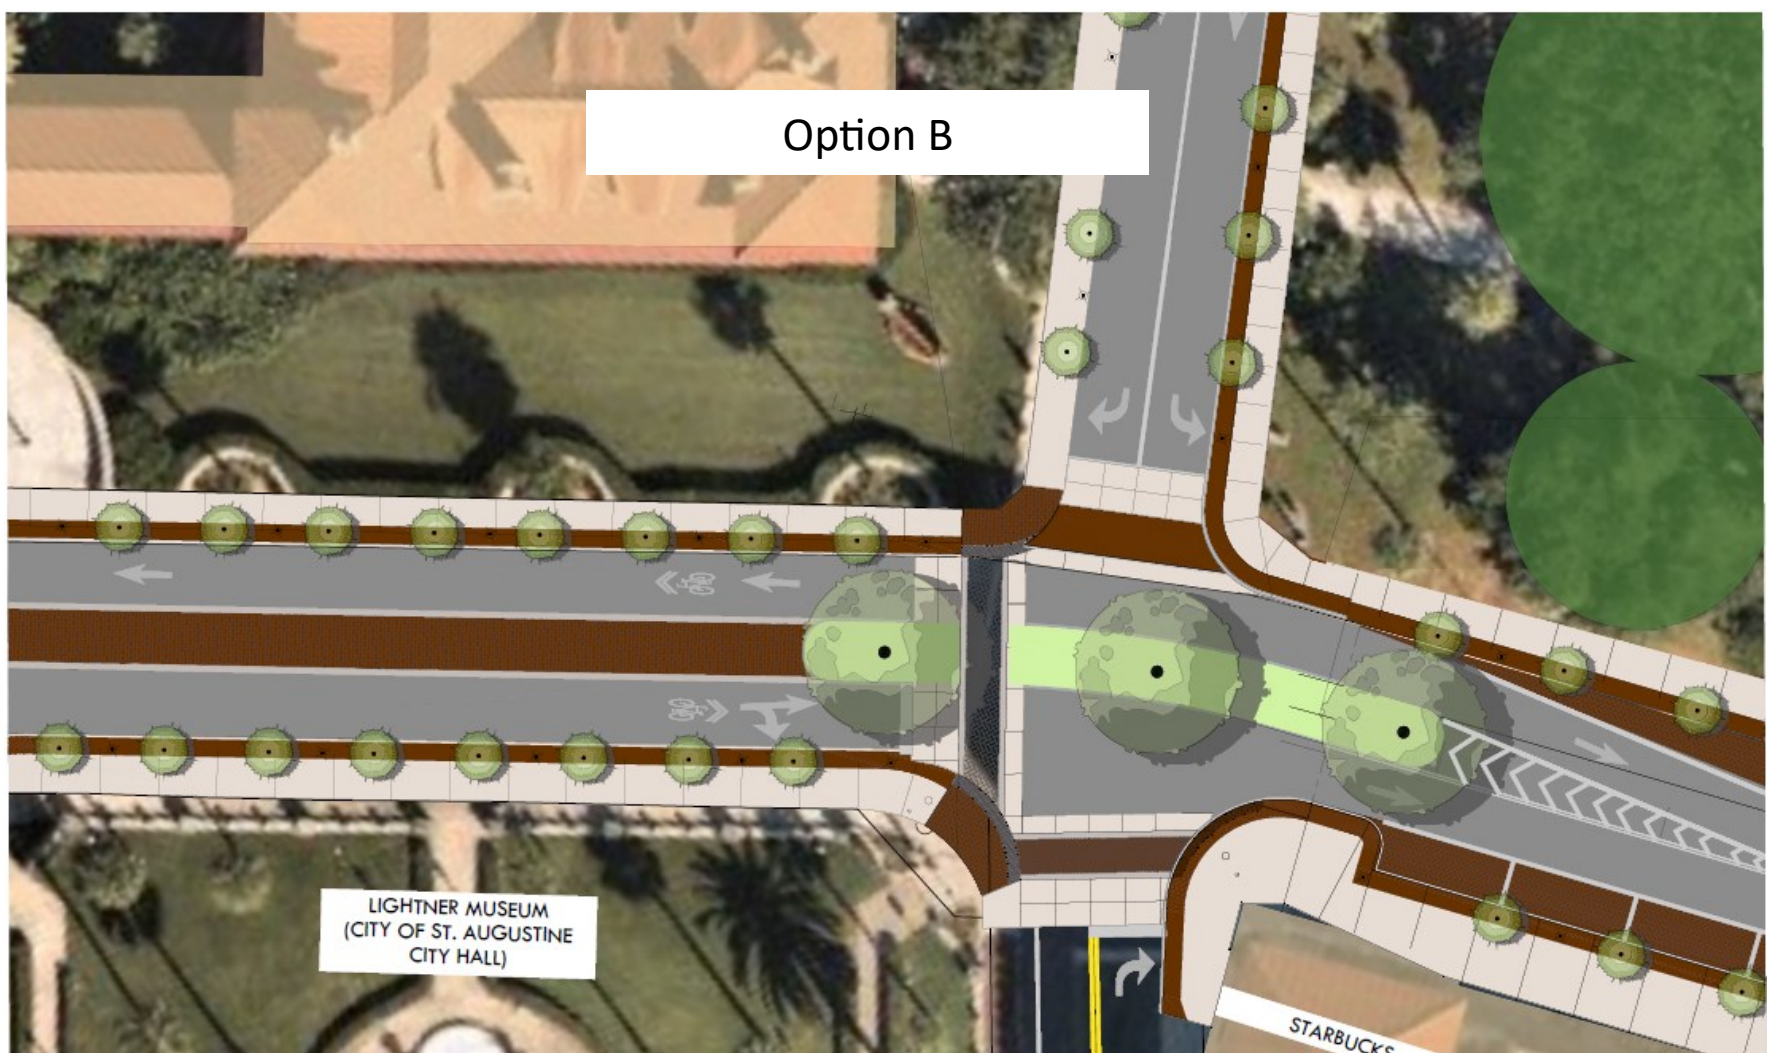 Option B
LIGHTNER MUSEUM
(CITY OF ST. AUGUSTINE
CITY HALL)
STARBUCKS